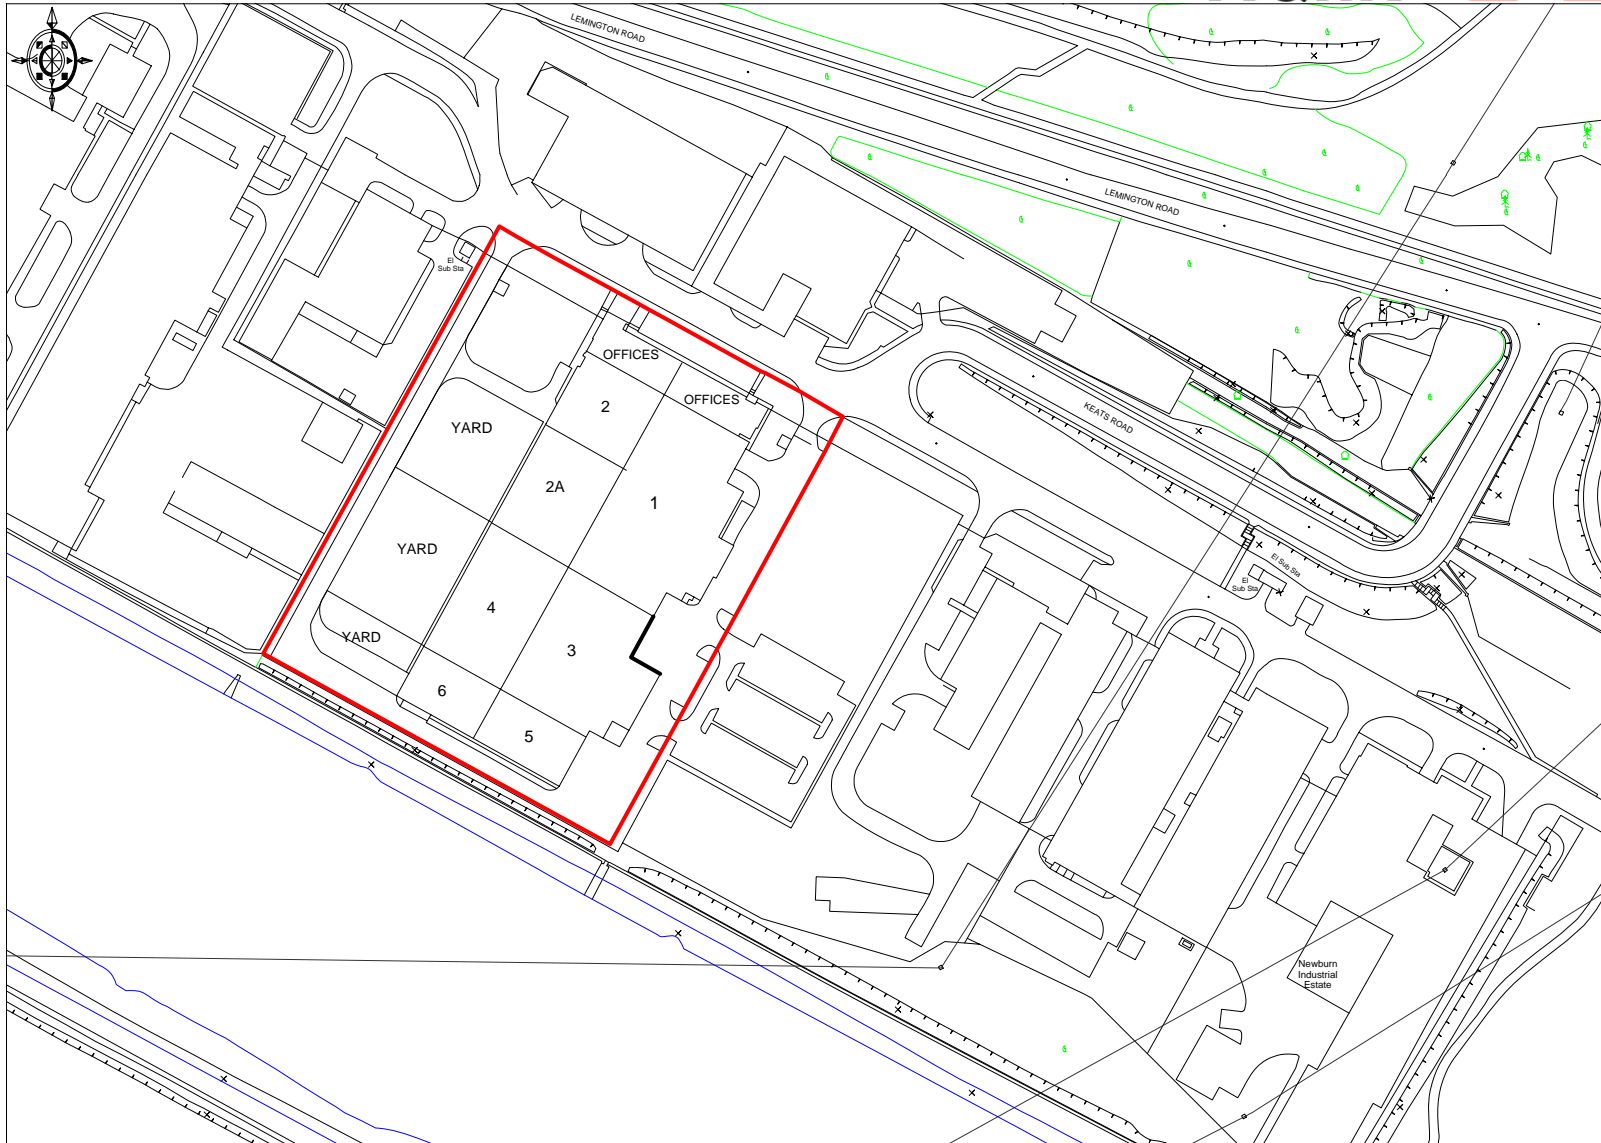 LEMINGTON ROAD
LEMINGTON ROAD
El
Sub Sta
OFFICES
OFFICES
2
YARD
KEATS ROAD
2A
1
YARD
El Sub Sta
El
Sub Sta
4
YARD
3
6
5
Newburn
Industrial
Estate